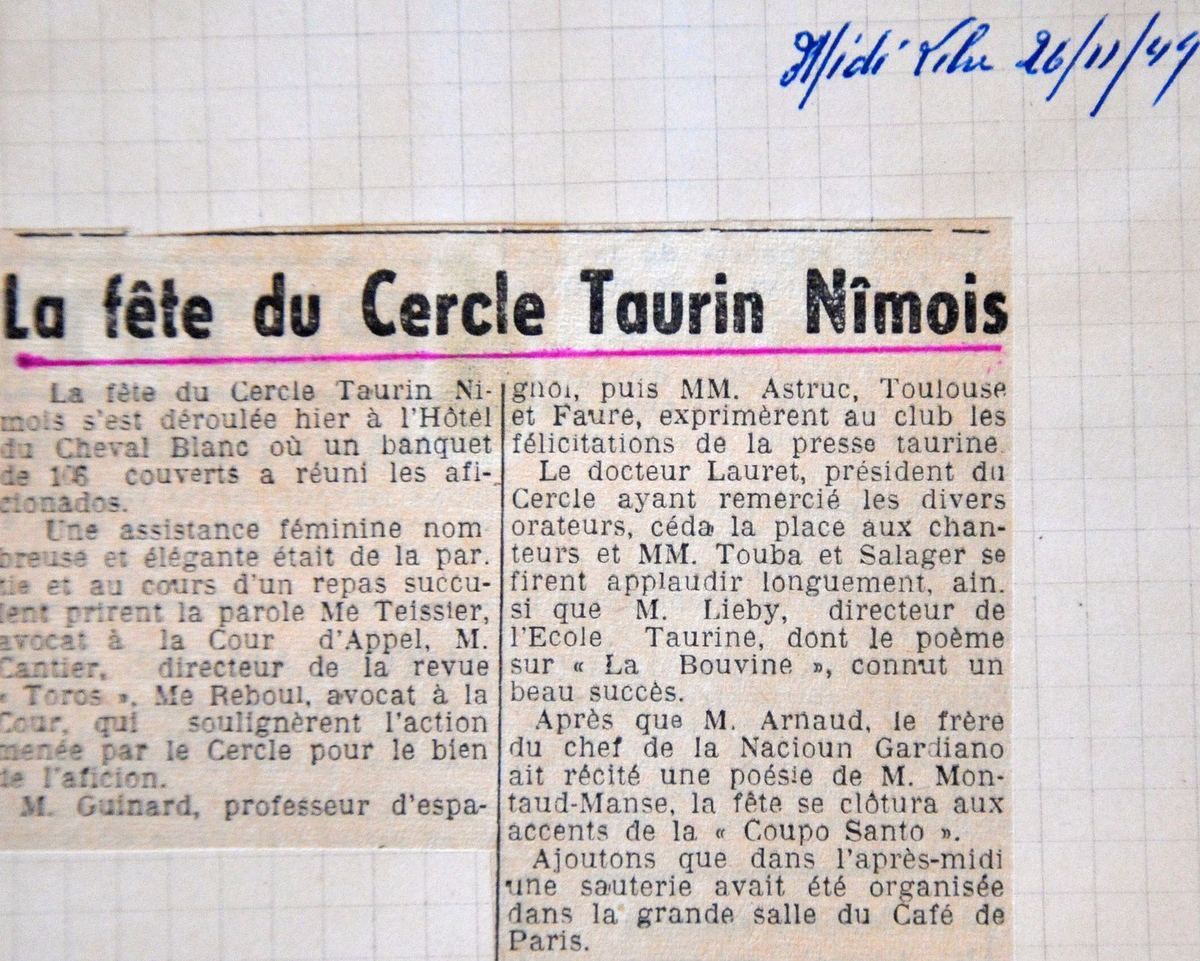 Midi Libre 26/11/49
La fête du Cercle Taurin Nîmois
La fête du Cercle Taurin Ni-
mois s'est déroulée hier à l'Hôtel
du Cheval Blanc où un banquet
de 106 couverts a réuni les afi-
cionados.
Une assistance féminine nom
breuse et élégante était de la par.
tie et au cours d'un repas succu-
lent prirent la parole Me Teissier,
avocat à la Cour d'Appel, M.
Cantier, directeur de la revue
« Toros », Me Reboul, avocat à la
Cour, qui soulignèrent l'action
menée par le Cercle pour le bien
de l'aficion.
M. Guinard, professeur d'espa-
gnol, puis MM. Astruc, Toulouse
et Faure, exprimèrent au club les
félicitations de la presse taurine.
Le docteur Lauret, président du
Cercle ayant remercié les divers
orateurs, céda la place aux chan-
teurs et MM. Touba et Salager se
firent applaudir longuement, ain.
si que M. Lieby, directeur de
l'Ecole Taurine, dont le poème
sur « La Bouvine », connut un
beau succès.
Après que M. Arnaud, le frère
du chef de la Nacioun Gardiano
ait récité une poésie de M. Mon-
taud-Manse, la fête se clôtura aux
accents de la « Coupo Santo ».
Ajoutons que dans l'après-midi
une sauterie avait été organisée
dans la grande salle du Café de
Paris.